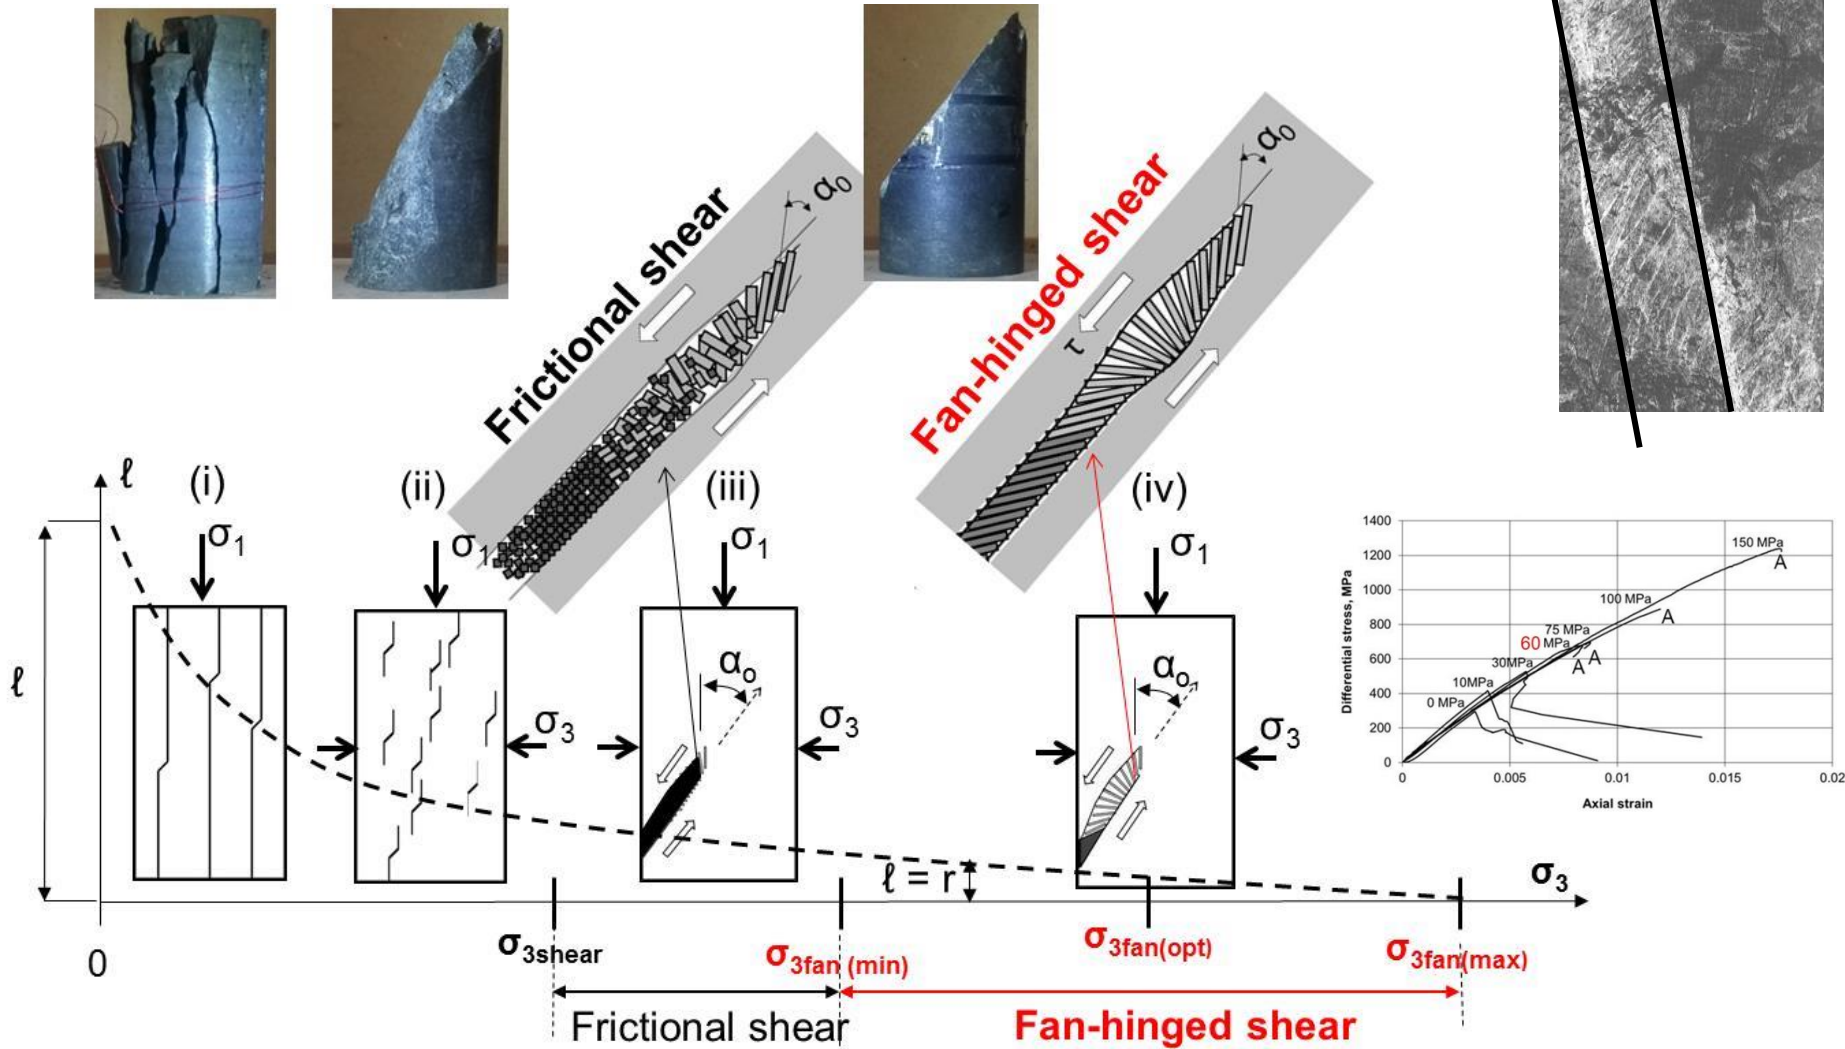 Frictional shear
α0
Fan-hinged shear
α0
τ
ℓ
(i)
(ii)
(iii)
(iv)
σ1
σ1
σ1
σ1
ℓ
αo
αo
σ3
σ3
σ3
ℓ = r
σ3
0
σ3shear
σ3fan (min)
σ3fan(opt)
σ3fan(max)
Frictional shear
Fan-hinged shear
1400
1200
1000
800
600
400
200
0
Differential stress, MPa
150 MPa
A
100 MPa
A
75 MPa
60 MPa
A
A
30MPa
10MPa
0 MPa
0
0.005
0.01
0.015
0.02
Axial strain